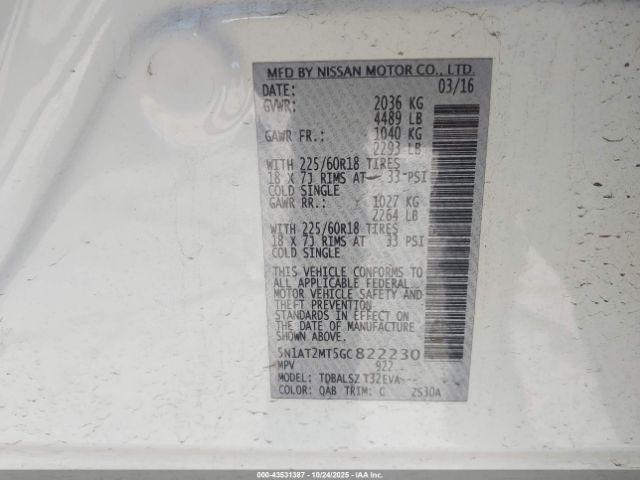 MFD BY NISSAN MOTOR CO., LTD.
DATE: 03/16
GVWR: 2036 KG
4489 LB
GAWR FR.: 1040 KG
2293 LB
WITH 225/60R18 TIRES
18 X 7J RIMS AT 33 PSI
COLD SINGLE
GAWR RR.: 1027 KG
2264 LB
WITH 225/60R18 TIRES
18 X 7J RIMS AT 33 PSI
COLD SINGLE
THIS VEHICLE CONFORMS TO
ALL APPLICABLE FEDERAL
MOTOR VEHICLE SAFETY AND
THEFT PREVENTION
STANDARDS IN EFFECT ON
THE DATE OF MANUFACTURE
SHOWN ABOVE.
5N1AT2MT5GC822230
MPV 922
MODEL: TDBALSZ T32EVA---
COLOR: QAB TRIM: C 2S30A
000-43531387 - 10/24/2025 - IAA Inc.